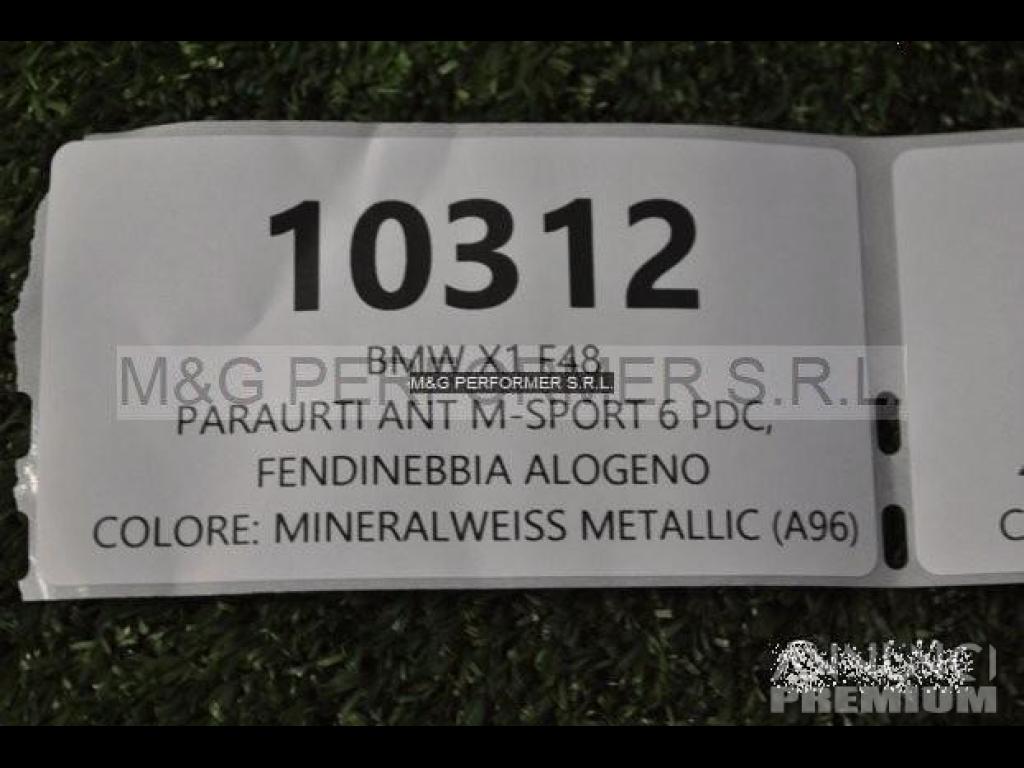 10312
BMW X1 F48
M&G PERFORMER S.R.L.
M&G PERFORMER S.R.L.
PARAURTI ANT M-SPORT 6 PDC,
FENDINEBBIA ALOGENO
COLORE: MINERALWEISS METALLIC (A96)
C
PREMIUM